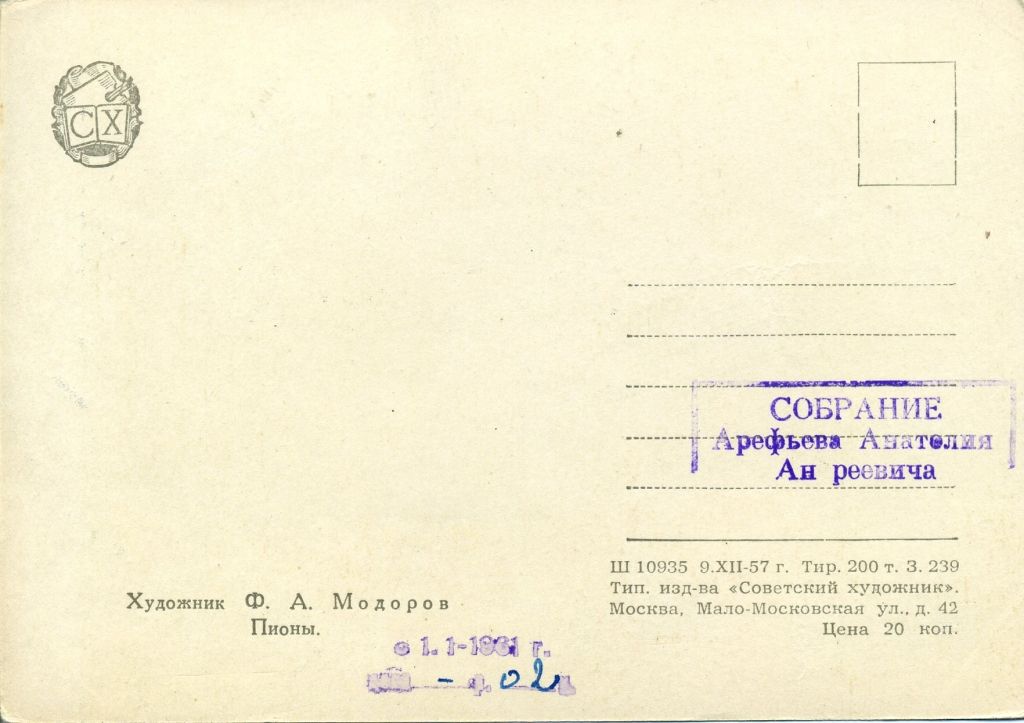 СХ
СОБРАНИЕ
Арефьева Анатолия
Ан реевича
Ш 10935 9.XII-57 г. Тир. 200 т. З. 239
Тип. изд-ва «Советский художник».
Москва, Мало-Московская ул., д. 42
Цена 20 коп.
Художник Ф. А. Модоров
Пионы.
с 1.1-1961 г.
– р. 02